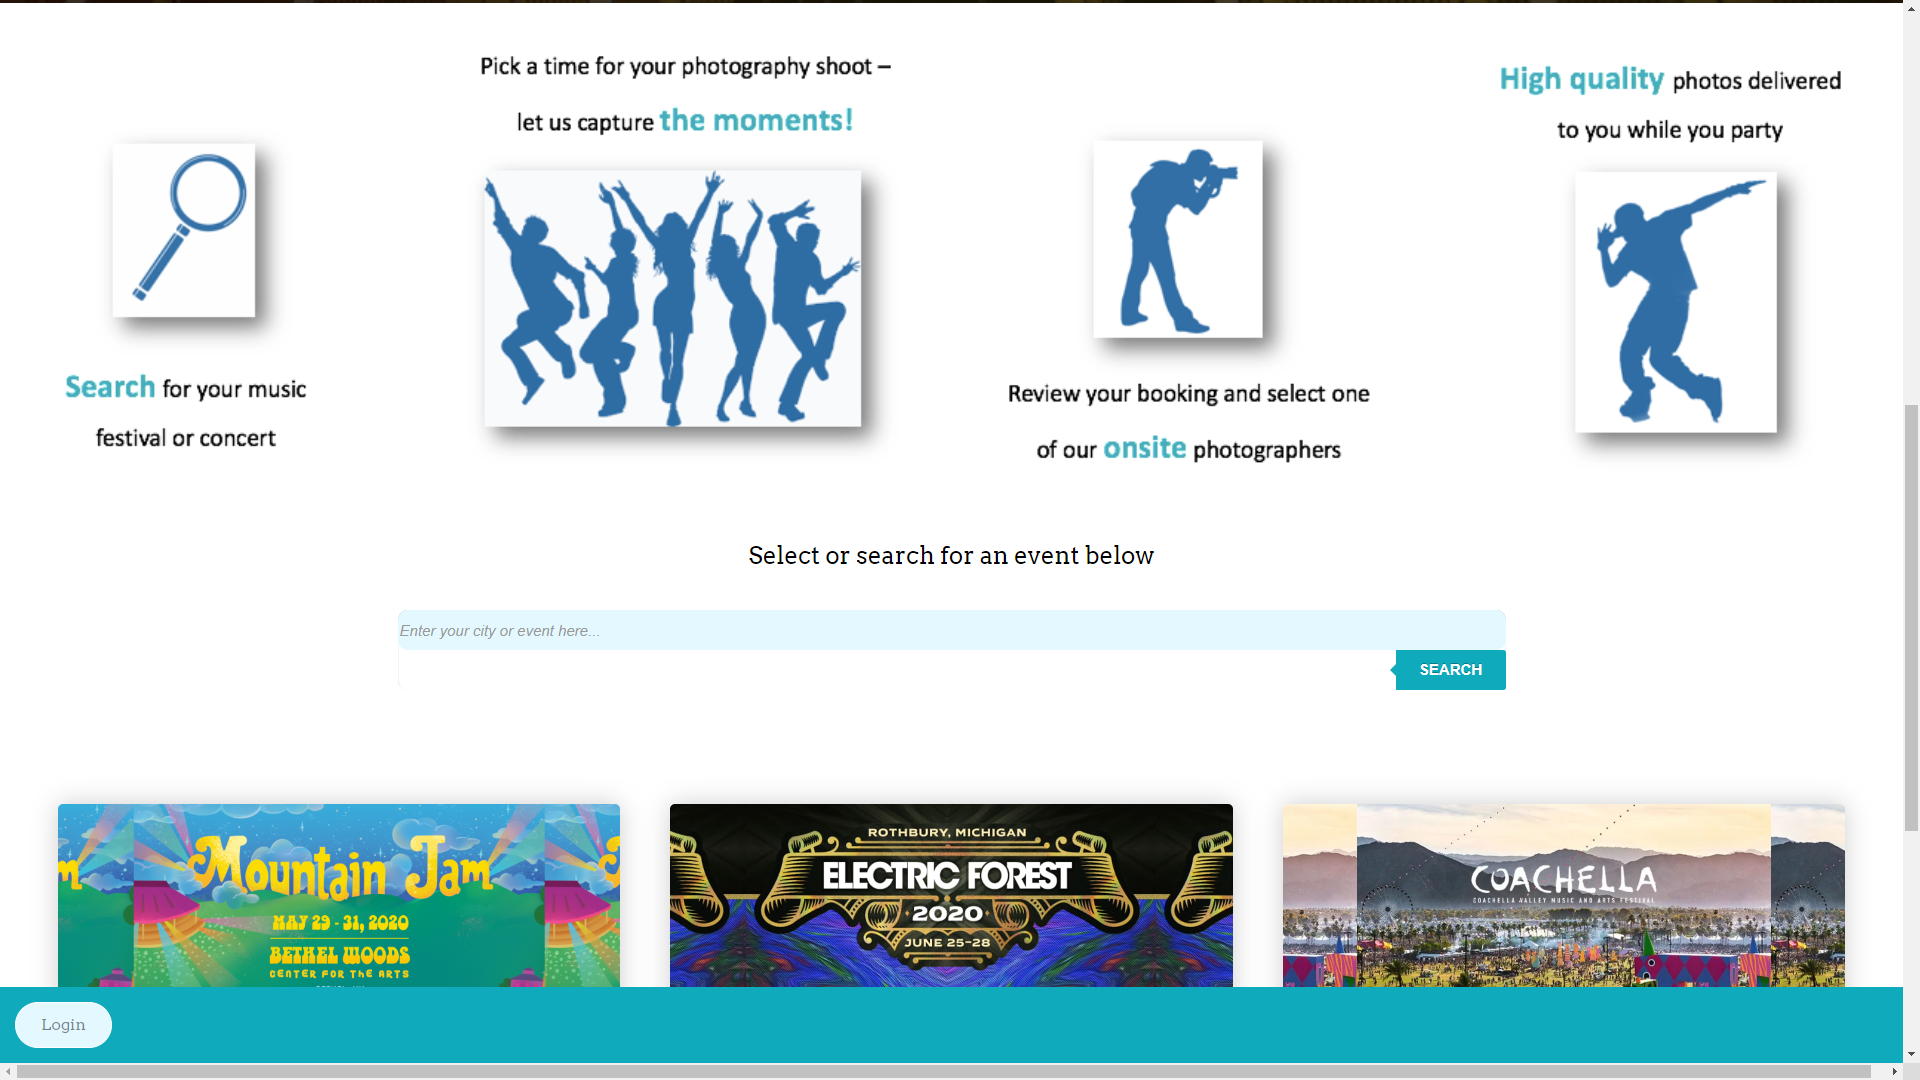 Search for your music
festival or concert
Pick a time for your photography shoot –
let us capture the moments!
Review your booking and select one
of our onsite photographers
High quality photos delivered
to you while you party
Select or search for an event below
Enter your city or event here...
SEARCH
Mountain Jam
MAY 29 - 31, 2020
BETHEL WOODS
CENTER FOR THE ARTS
ROTHBURY, MICHIGAN
ELECTRIC FOREST
2020
JUNE 25-28
COACHELLA
COACHELLA VALLEY MUSIC AND ARTS FESTIVAL
Login